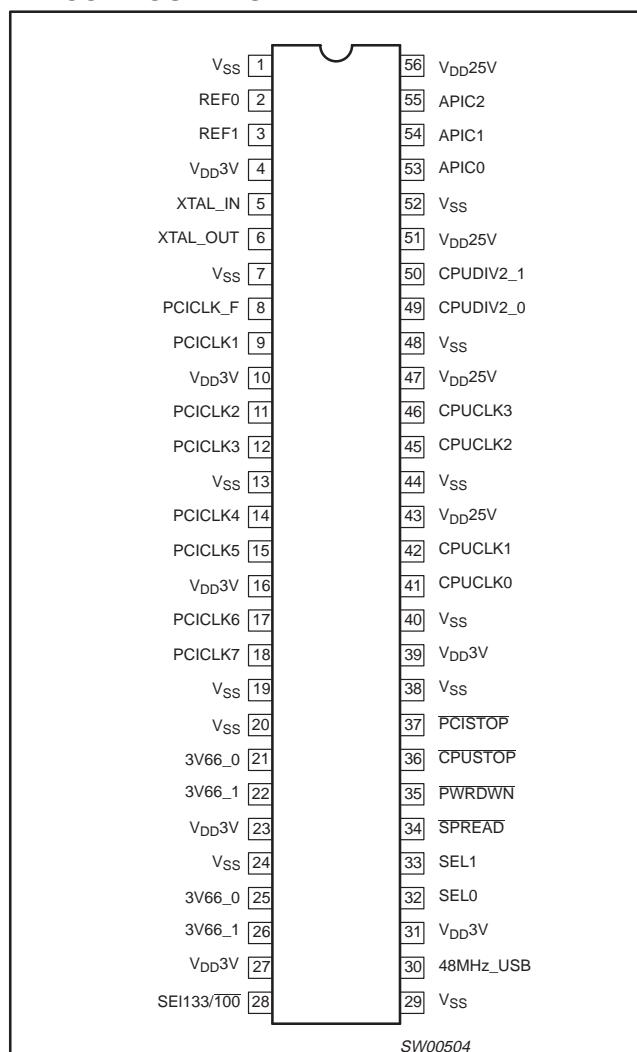 VSS 1 56 VDD25V
REF0 2 55 APIC2
REF1 3 54 APIC1
VDD3V 4 53 APIC0
XTAL_IN 5 52 VSS
XTAL_OUT 6 51 VDD25V
VSS 7 50 CPUDIV2_1
PCICLK_F 8 49 CPUDIV2_0
PCICLK1 9 48 VSS
VDD3V 10 47 VDD25V
PCICLK2 11 46 CPUCLK3
PCICLK3 12 45 CPUCLK2
VSS 13 44 VSS
PCICLK4 14 43 VDD25V
PCICLK5 15 42 CPUCLK1
VDD3V 16 41 CPUCLK0
PCICLK6 17 40 VSS
PCICLK7 18 39 VDD3V
VSS 19 38 VSS
VSS 20 37 PCISTOP
3V66_0 21 36 CPUSTOP
3V66_1 22 35 PWRDWN
VDD3V 23 34 SPREAD
VSS 24 33 SEL1
3V66_0 25 32 SEL0
3V66_1 26 31 VDD3V
VDD3V 27 30 48MHz_USB
SEI133/100 28 29 VSS
SW00504